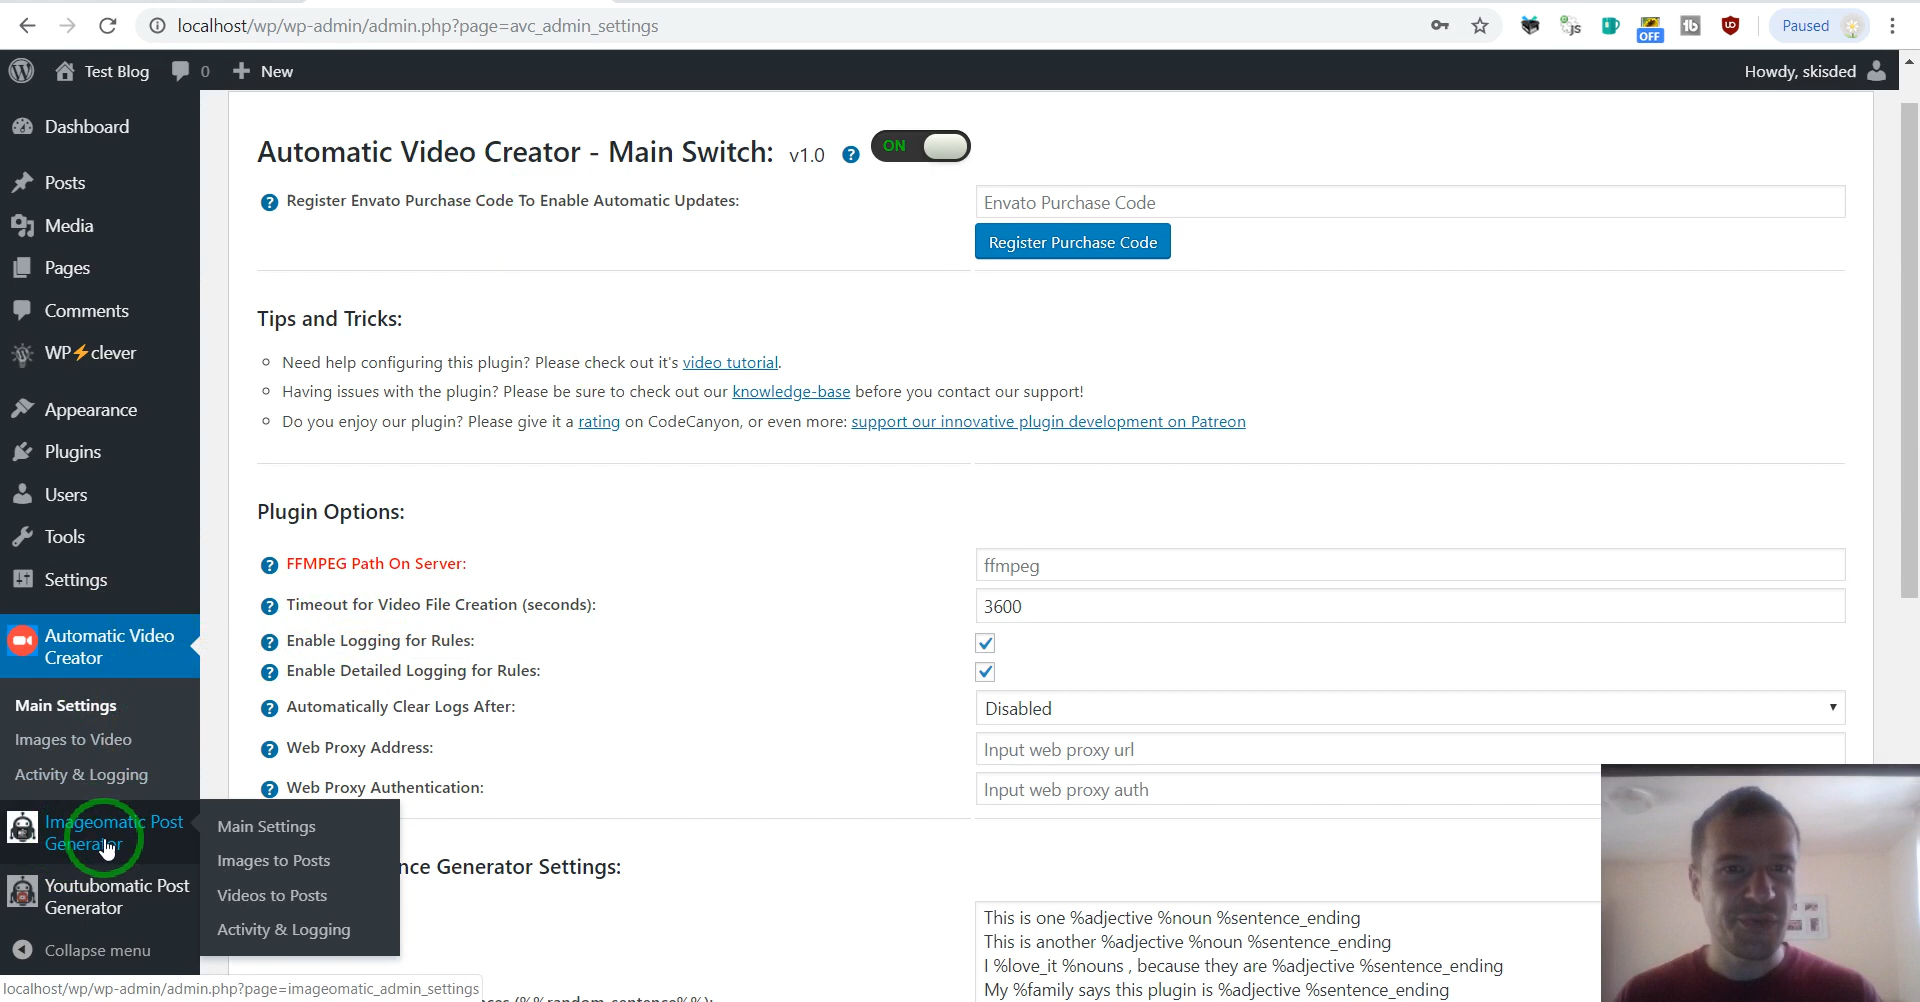 localhost/wp/wp-admin/admin.php?page=avc_admin_settings
JS
OFF
tb
Paused
Test Blog
0
New
Howdy, skisded
Dashboard
Posts
Media
Pages
Comments
WP⚡clever
Appearance
Plugins
Users
Tools
Settings
Automatic Video
Creator
Main Settings
Images to Video
Activity & Logging
Imageomatic Post
Generator
Youtubomatic Post
Generator
Collapse menu
Main Settings
Images to Posts
Videos to Posts
Activity & Logging
Automatic Video Creator - Main Switch: v1.0 ? ON
? Register Envato Purchase Code To Enable Automatic Updates:
Envato Purchase Code
Register Purchase Code
Tips and Tricks:
Need help configuring this plugin? Please check out it's video tutorial.
Having issues with the plugin? Please be sure to check out our knowledge-base before you contact our support!
Do you enjoy our plugin? Please give it a rating on CodeCanyon, or even more: support our innovative plugin development on Patreon
Plugin Options:
? FFMPEG Path On Server:
ffmpeg
? Timeout for Video File Creation (seconds):
3600
? Enable Logging for Rules:
? Enable Detailed Logging for Rules:
? Automatically Clear Logs After:
Disabled
? Web Proxy Address:
Input web proxy url
? Web Proxy Authentication:
Input web proxy auth
nce Generator Settings:
This is one %adjective %noun %sentence_ending
This is another %adjective %noun %sentence_ending
I %love_it %nouns , because they are %adjective %sentence_ending
My %family says this plugin is %adjective %sentence_ending
localhost/wp/wp-admin/admin.php?page=imageomatic_admin_settings